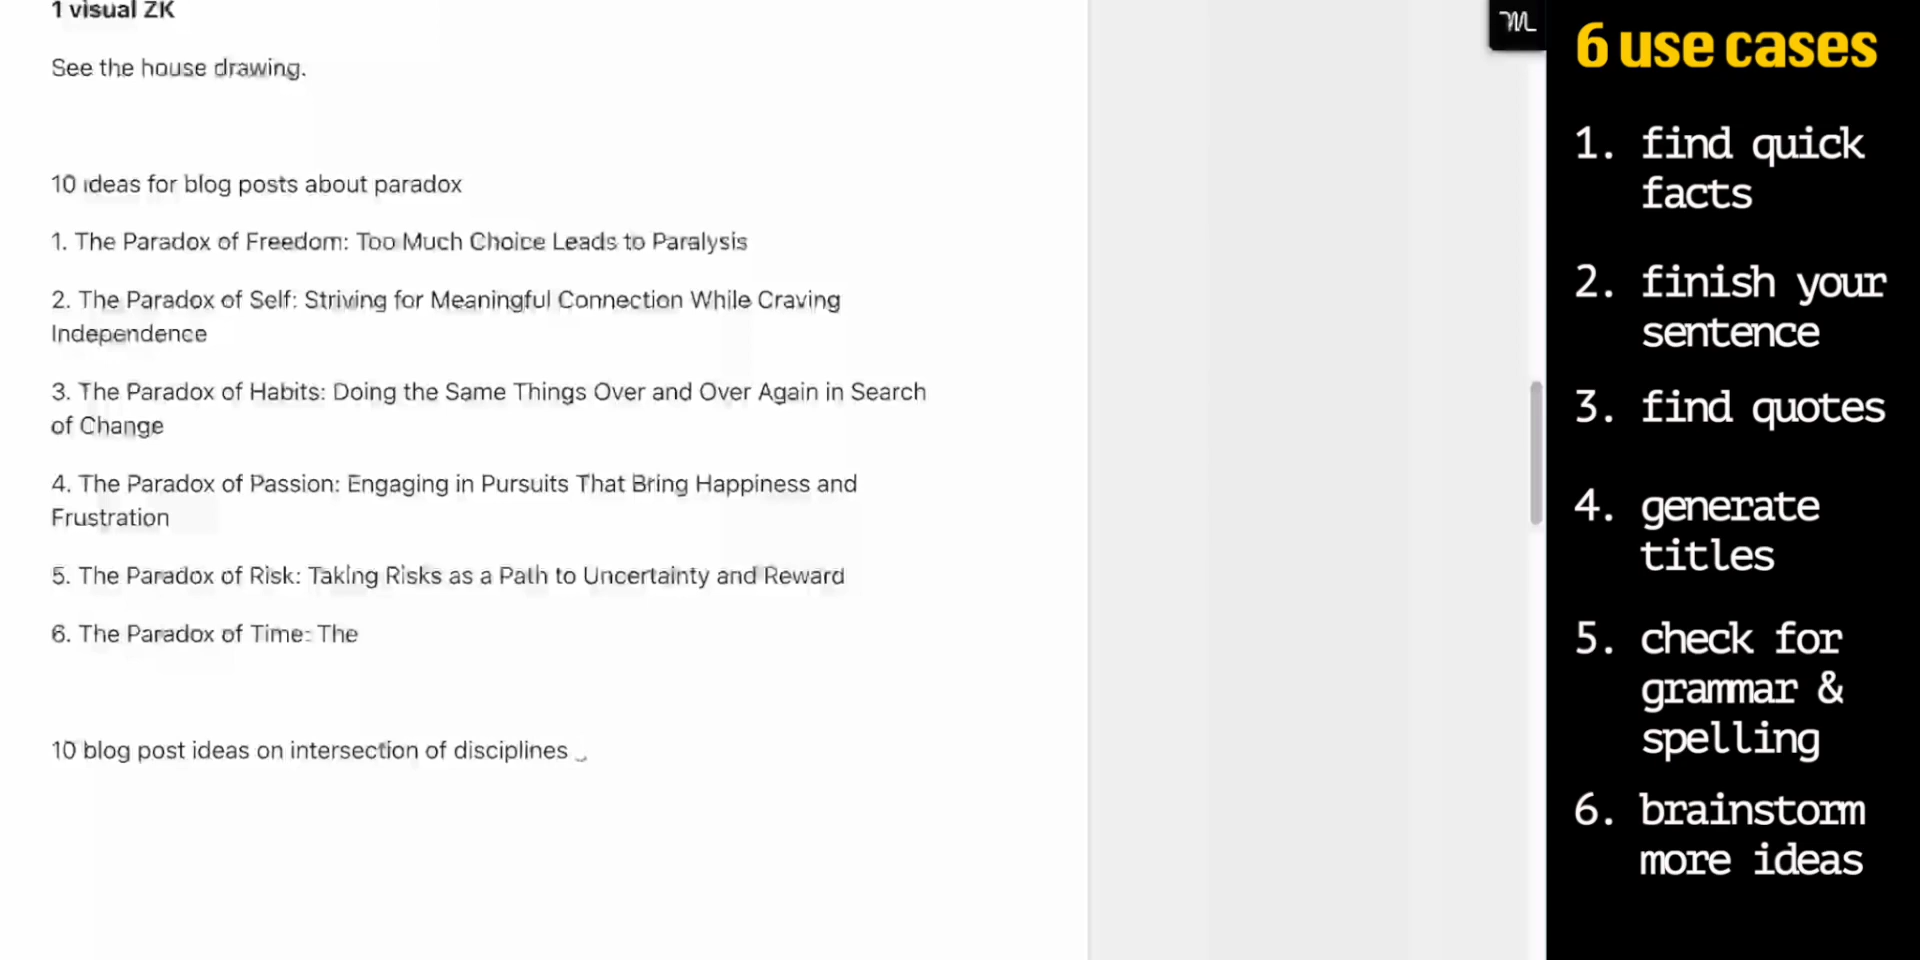 1 visual ZK
See the house drawing.
10 ideas for blog posts about paradox
1. The Paradox of Freedom: Too Much Choice Leads to Paralysis
2. The Paradox of Self: Striving for Meaningful Connection While Craving
Independence
3. The Paradox of Habits: Doing the Same Things Over and Over Again in Search
of Change
4. The Paradox of Passion: Engaging in Pursuits That Bring Happiness and
Frustration
5. The Paradox of Risk: Taking Risks as a Path to Uncertainty and Reward
6. The Paradox of Time: The
10 blog post ideas on intersection of disciplines
6 use cases
1. find quick
facts
2. finish your
sentence
3. find quotes
4. generate
titles
5. check for
grammar &
spelling
6. brainstorm
more ideas